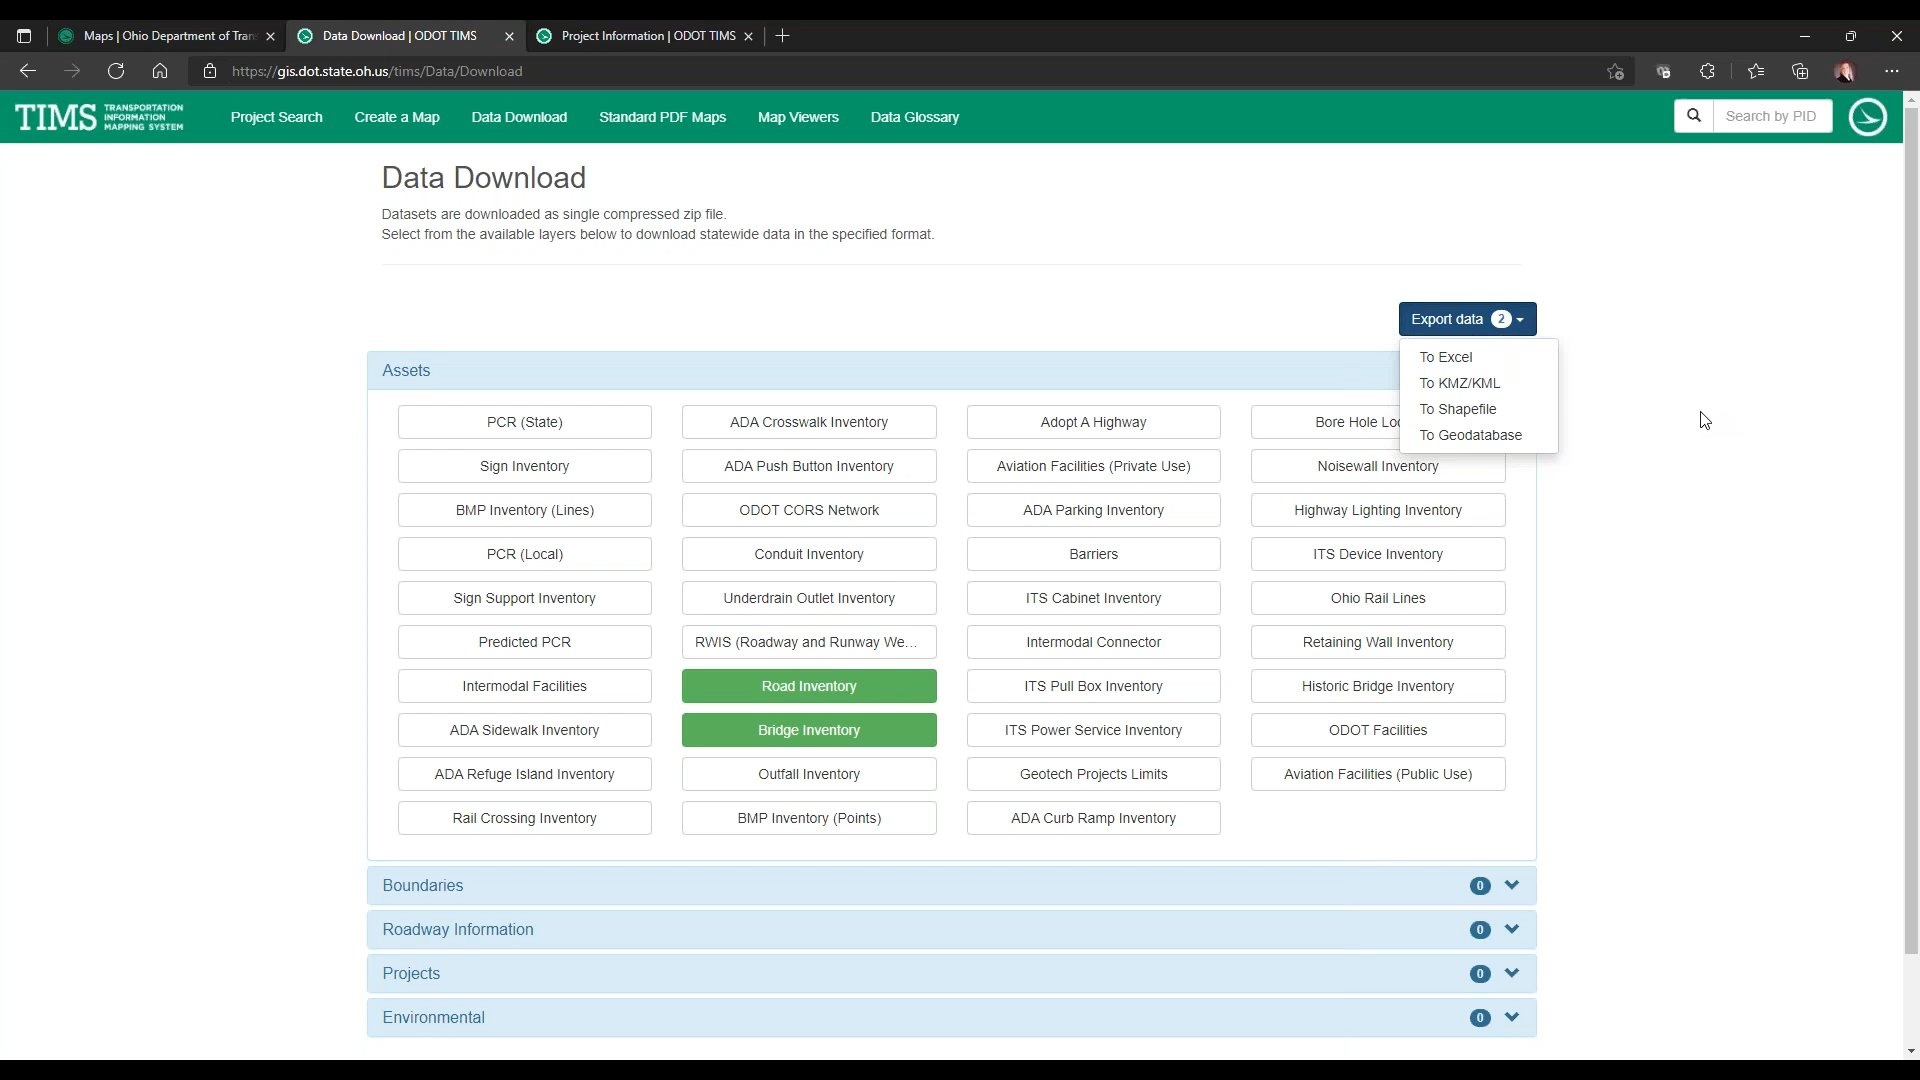 Maps | Ohio Department of Tran
Data Download | ODOT TIMS
Project Information | ODOT TIMS
https://gis.dot.state.oh.us/tims/Data/Download
TIMS TRANSPORTATION INFORMATION MAPPING SYSTEM
Project Search
Create a Map
Data Download
Standard PDF Maps
Map Viewers
Data Glossary
Search by PID
Data Download
Datasets are downloaded as single compressed zip file.
Select from the available layers below to download statewide data in the specified format.
Export data 2
To Excel
To KMZ/KML
To Shapefile
To Geodatabase
Assets
PCR (State)
ADA Crosswalk Inventory
Adopt A Highway
Bore Hole Loc
Sign Inventory
ADA Push Button Inventory
Aviation Facilities (Private Use)
Noisewall Inventory
BMP Inventory (Lines)
ODOT CORS Network
ADA Parking Inventory
Highway Lighting Inventory
PCR (Local)
Conduit Inventory
Barriers
ITS Device Inventory
Sign Support Inventory
Underdrain Outlet Inventory
ITS Cabinet Inventory
Ohio Rail Lines
Predicted PCR
RWIS (Roadway and Runway We...
Intermodal Connector
Retaining Wall Inventory
Intermodal Facilities
Road Inventory
ITS Pull Box Inventory
Historic Bridge Inventory
ADA Sidewalk Inventory
Bridge Inventory
ITS Power Service Inventory
ODOT Facilities
ADA Refuge Island Inventory
Outfall Inventory
Geotech Projects Limits
Aviation Facilities (Public Use)
Rail Crossing Inventory
BMP Inventory (Points)
ADA Curb Ramp Inventory
Boundaries 0
Roadway Information 0
Projects 0
Environmental 0